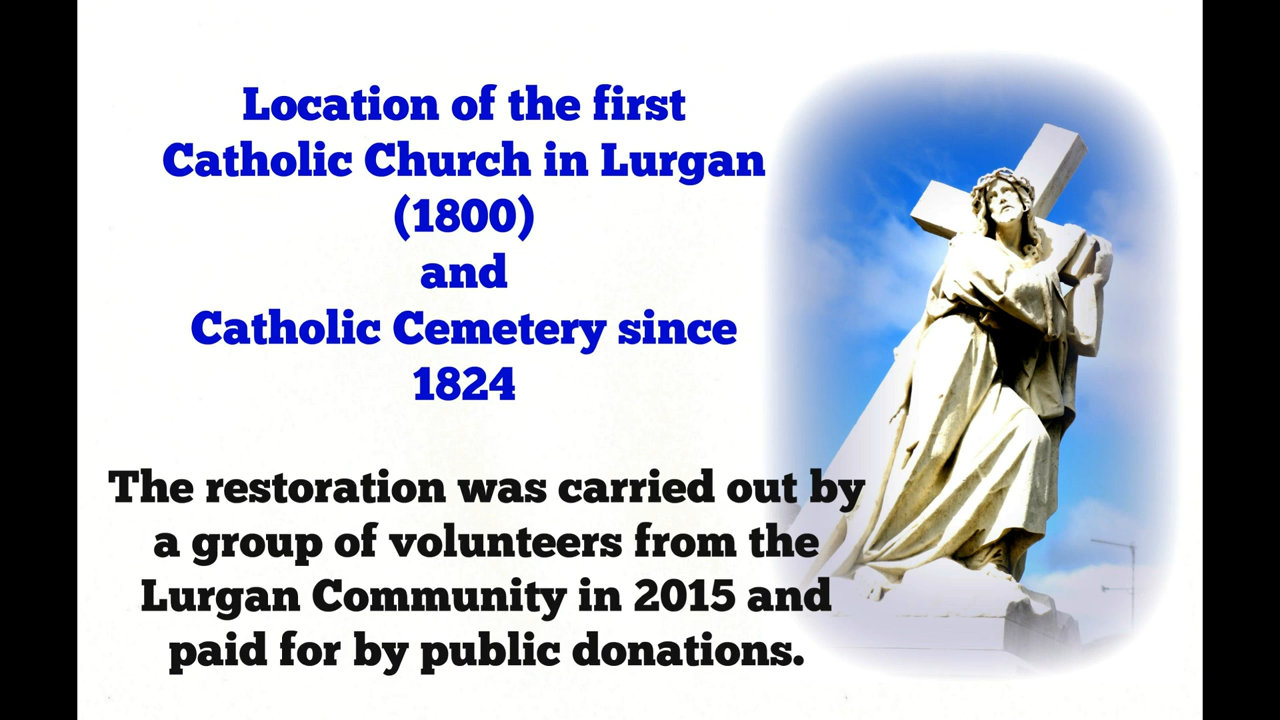 Location of the first
Catholic Church in Lurgan
(1800)
and
Catholic Cemetery since
1824
The restoration was carried out by
a group of volunteers from the
Lurgan Community in 2015 and
paid for by public donations.